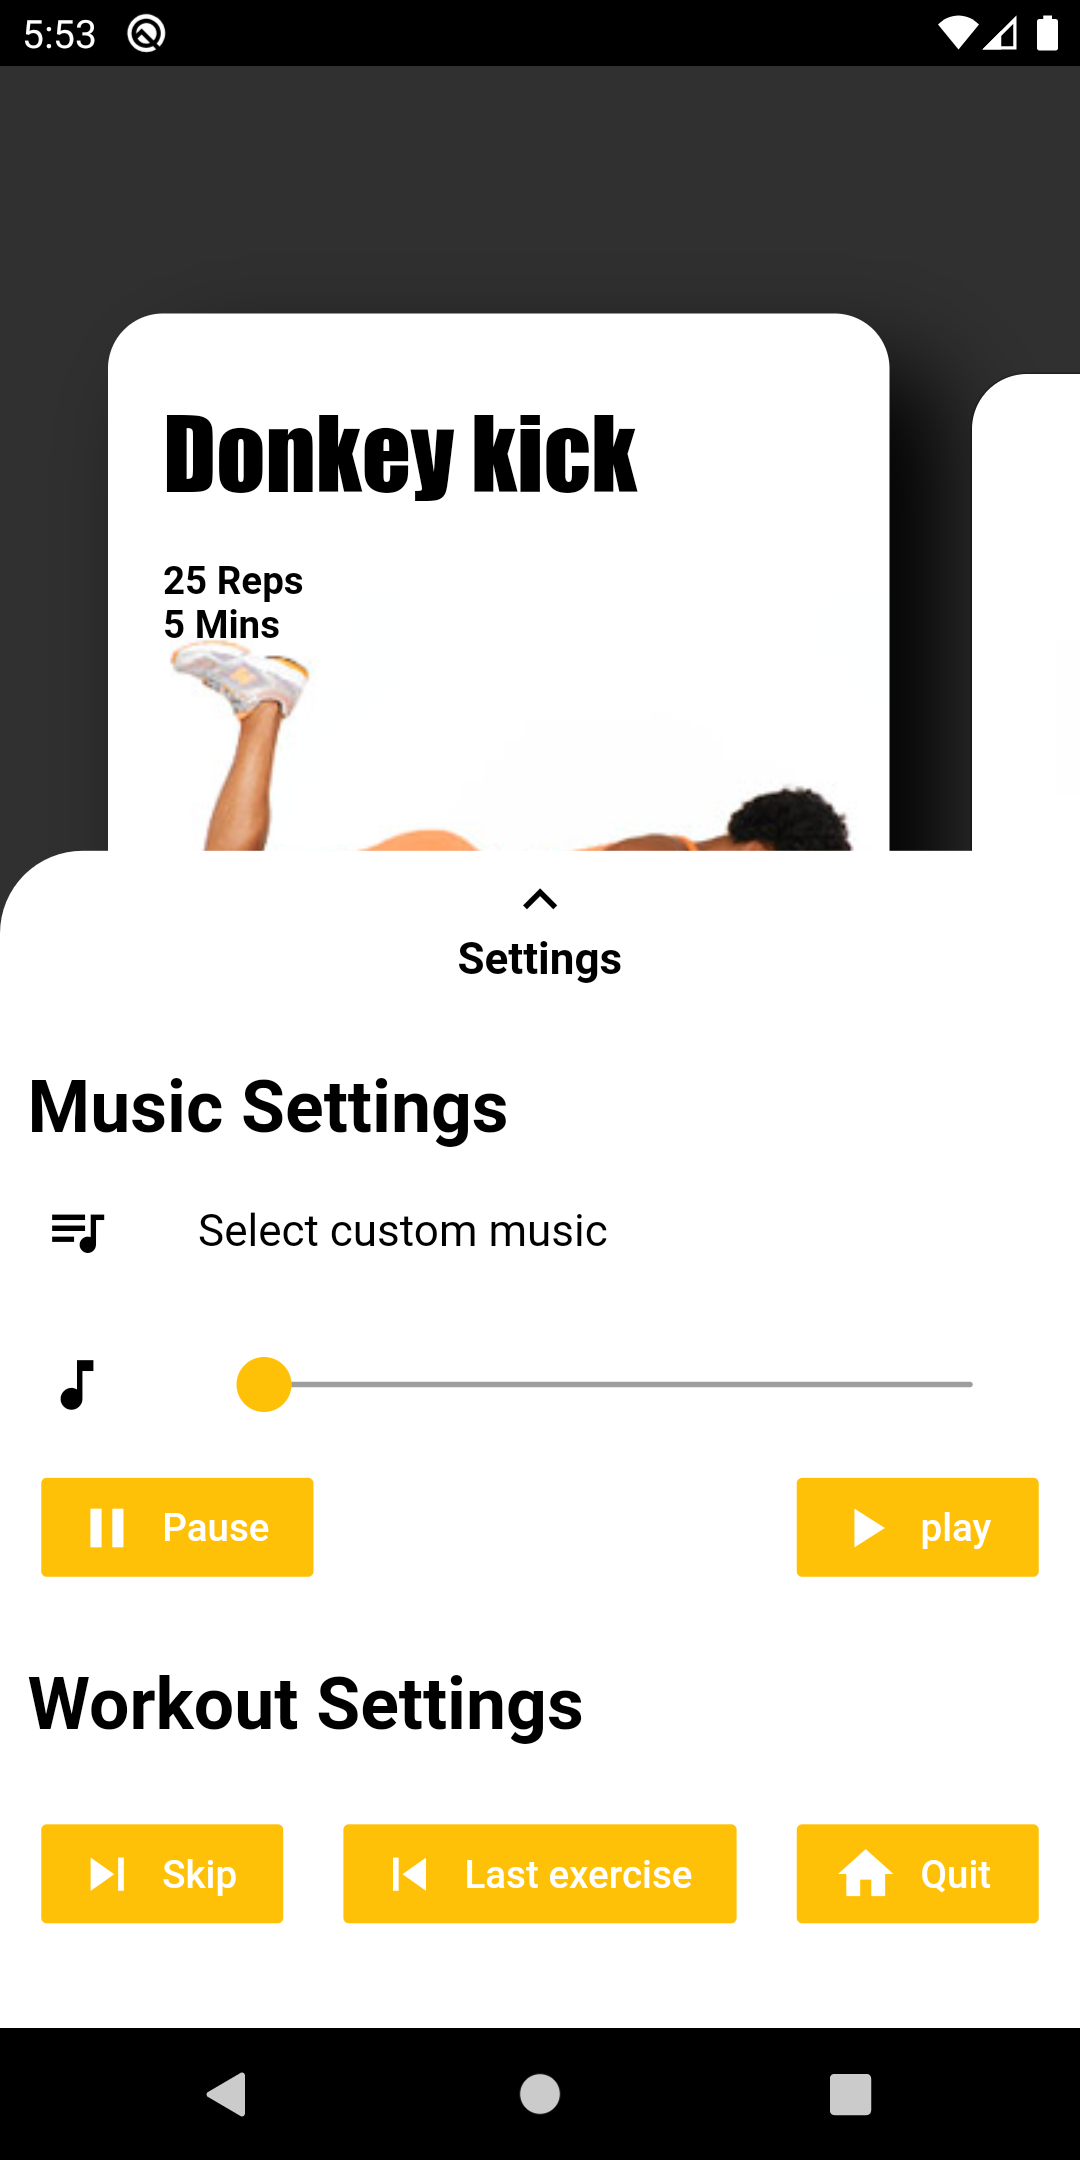 5:53
Donkey kick
25 Reps
5 Mins
Settings
Music Settings
Select custom music
Pause
play
Workout Settings
Skip
Last exercise
Quit